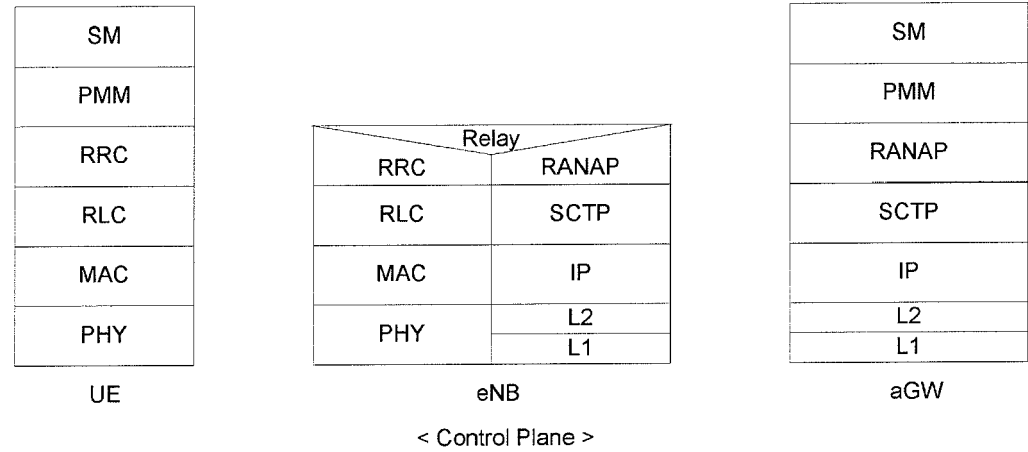 SM
PMM
RRC
RLC
MAC
PHY
UE
Relay
RRC
RANAP
RLC
SCTP
MAC
IP
PHY
L2
L1
eNB
SM
PMM
RANAP
SCTP
IP
L2
L1
aGW
< Control Plane >